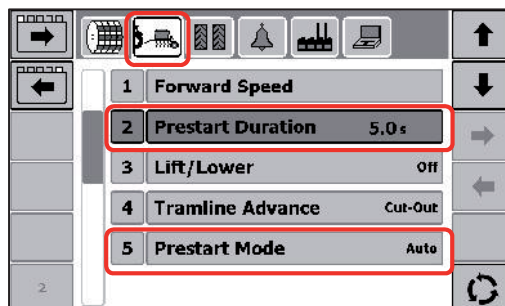 1 Forward Speed
2 Prestart Duration 5.0 s
3 Lift/Lower Off
4 Tramline Advance Cut-Out
5 Prestart Mode Auto
2